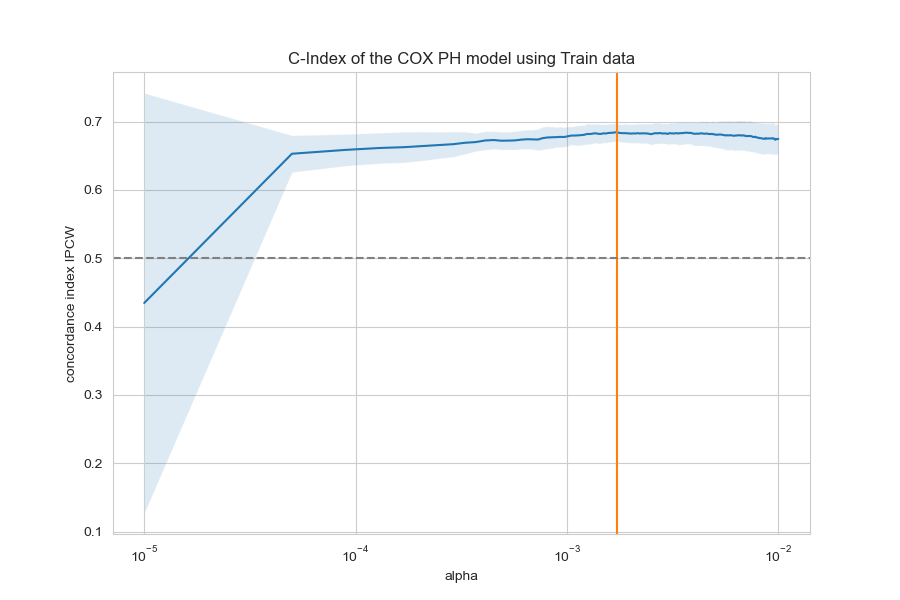 C-Index of the COX PH model using Train data
concordance index IPCW
0.7
0.6
0.5
0.4
0.3
0.2
0.1
10⁻⁵ 10⁻⁴ 10⁻³ 10⁻²
alpha